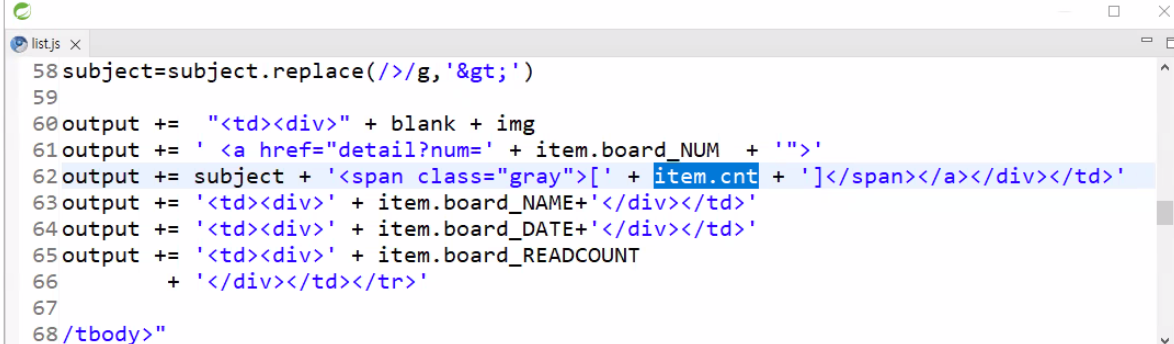 list.js
58 subject=subject.replace(/>/g,'&gt;')
59
60 output +=  "<td><div>" + blank + img
61 output += ' <a href="detail?num=' + item.board_NUM  + '">'
62 output += subject + '<span class="gray">[' + item.cnt + ']</span></a></div></td>'
63 output += '<td><div>' + item.board_NAME+'</div></td>'
64 output += '<td><div>' + item.board_DATE+'</div></td>'
65 output += '<td><div>' + item.board_READCOUNT
66         + '</div></td></tr>'
67
68 /tbody>"